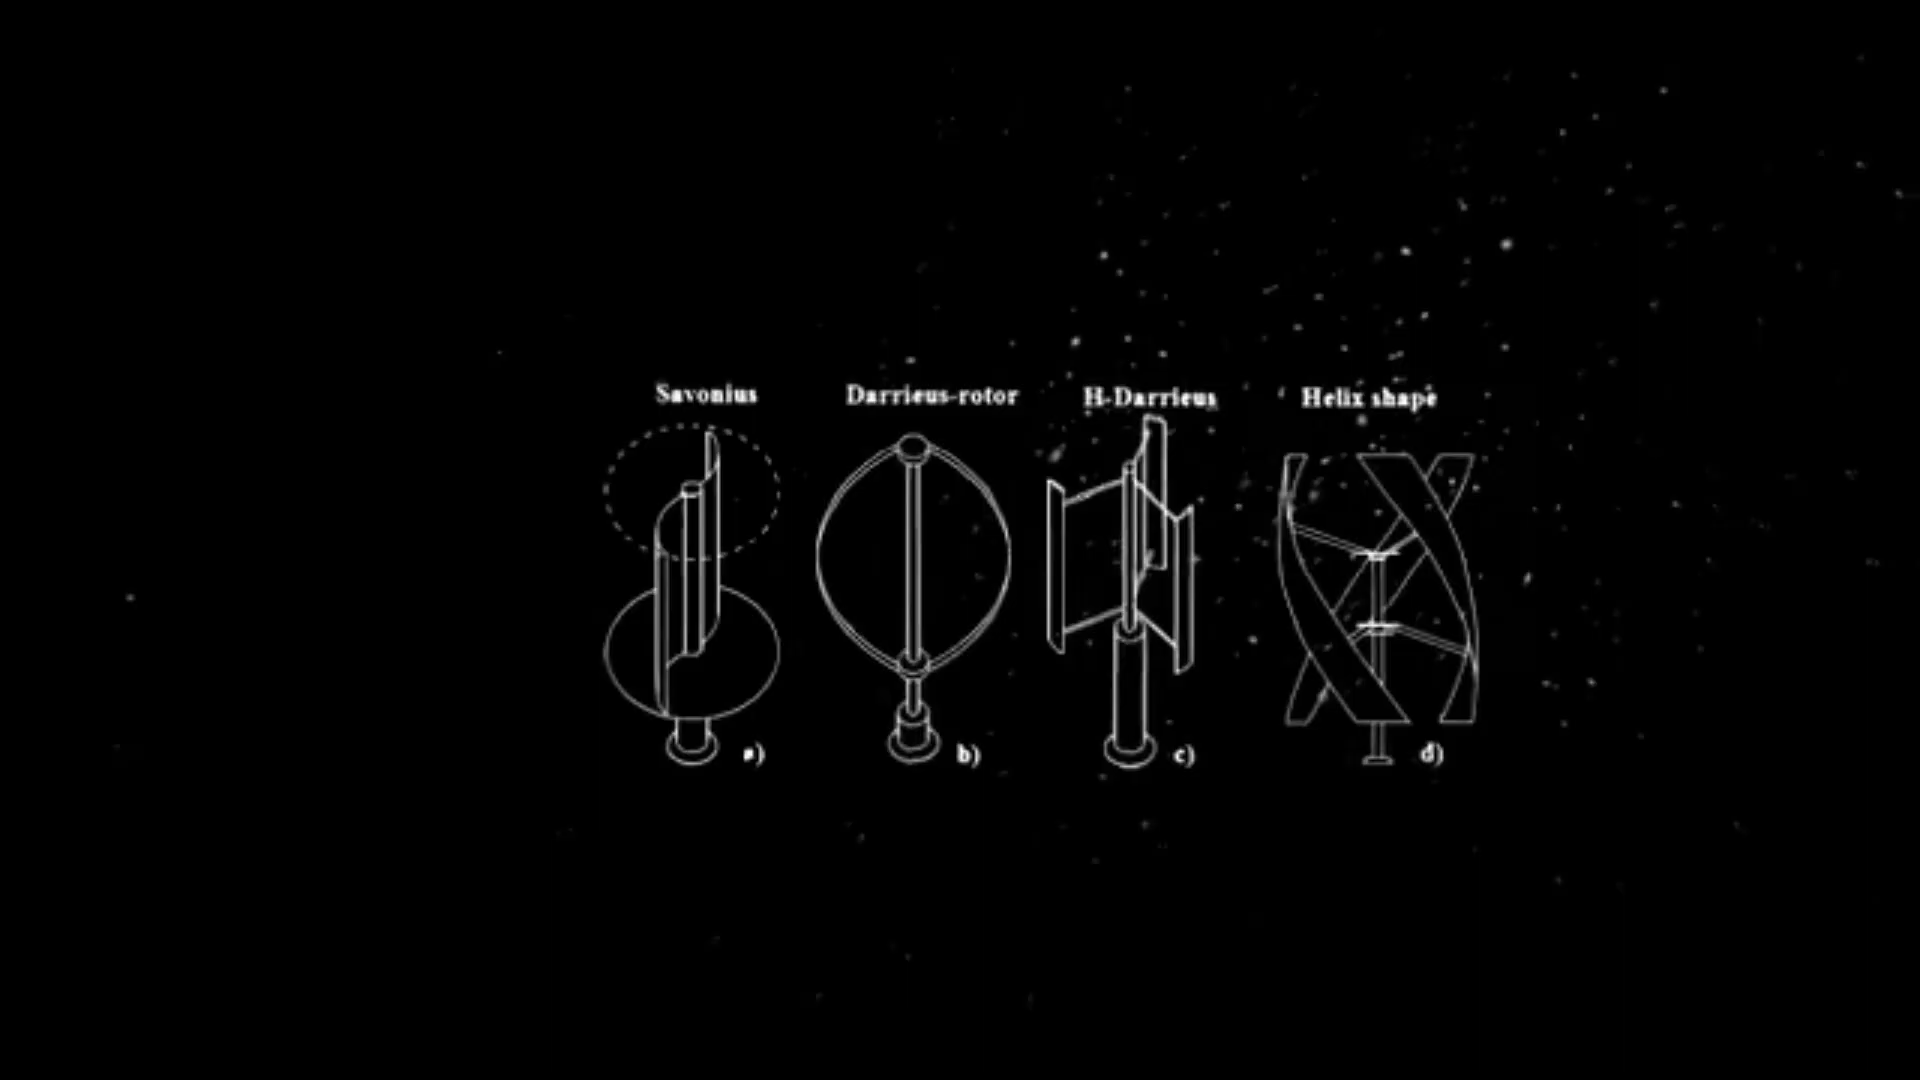 Savonius
Darrieus-rotor
H-Darrieus
Helix shape
a)
b)
c)
d)